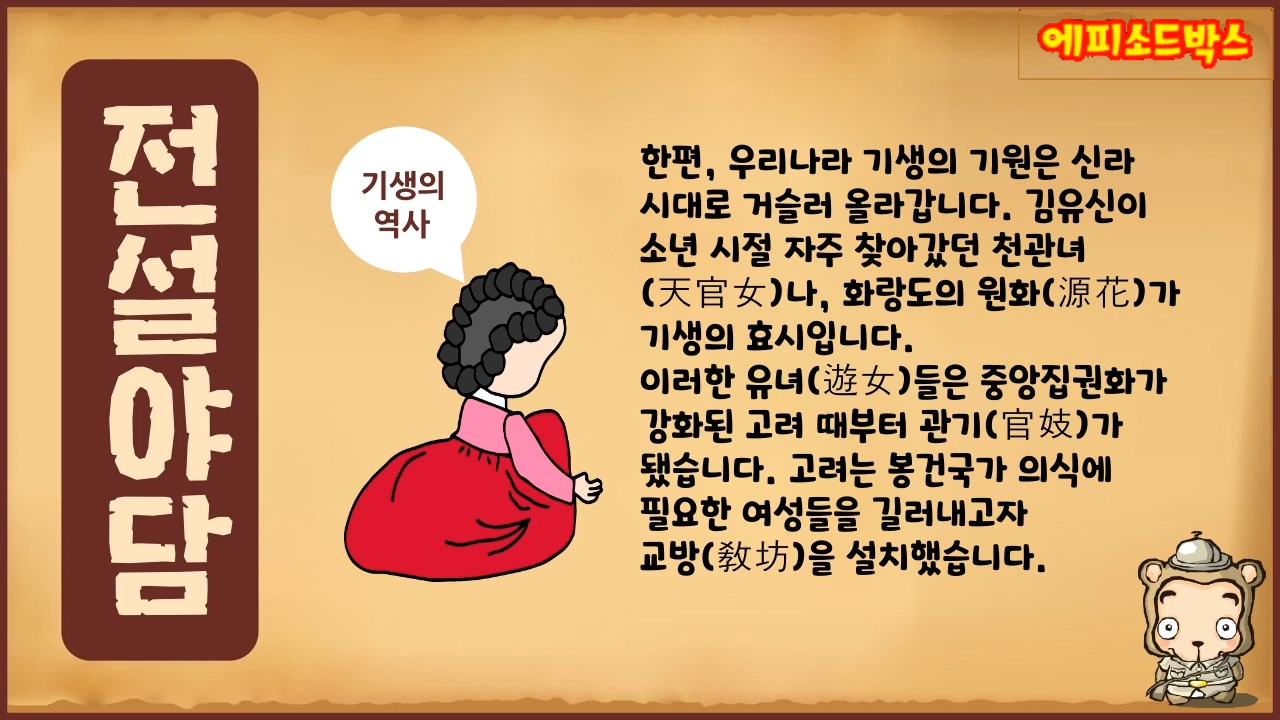 에피소드박스
전설야담
기생의
역사
한편, 우리나라 기생의 기원은 신라
시대로 거슬러 올라갑니다. 김유신이
소년 시절 자주 찾아갔던 천관녀
(天官女)나, 화랑도의 원화(源花)가
기생의 효시입니다.
이러한 유녀(遊女)들은 중앙집권화가
강화된 고려 때부터 관기(官妓)가
됐습니다. 고려는 봉건국가 의식에
필요한 여성들을 길러내고자
교방(敎坊)을 설치했습니다.